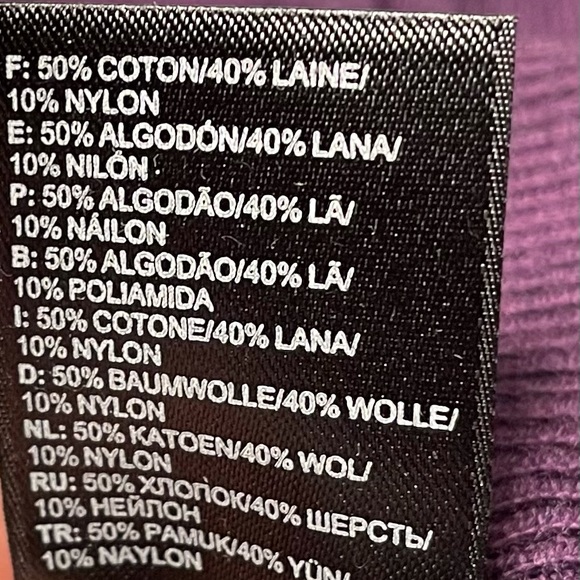 F: 50% COTON/40% LAINE/
10% NYLON
E: 50% ALGODÓN/40% LANA/
10% NILÓN
P: 50% ALGODÃO/40% LÃ/
10% NÁILON
B: 50% ALGODÃO/40% LÃ/
10% POLIAMIDA
I: 50% COTONE/40% LANA/
10% NYLON
D: 50% BAUMWOLLE/40% WOLLE/
10% NYLON
NL: 50% KATOEN/40% WOL/
10% NYLON
RU: 50% ХЛОПОК/40% ШЕРСТЬ/
10% НЕЙЛОН
TR: 50% PAMUK/40% YÜN/
10% NAYLON